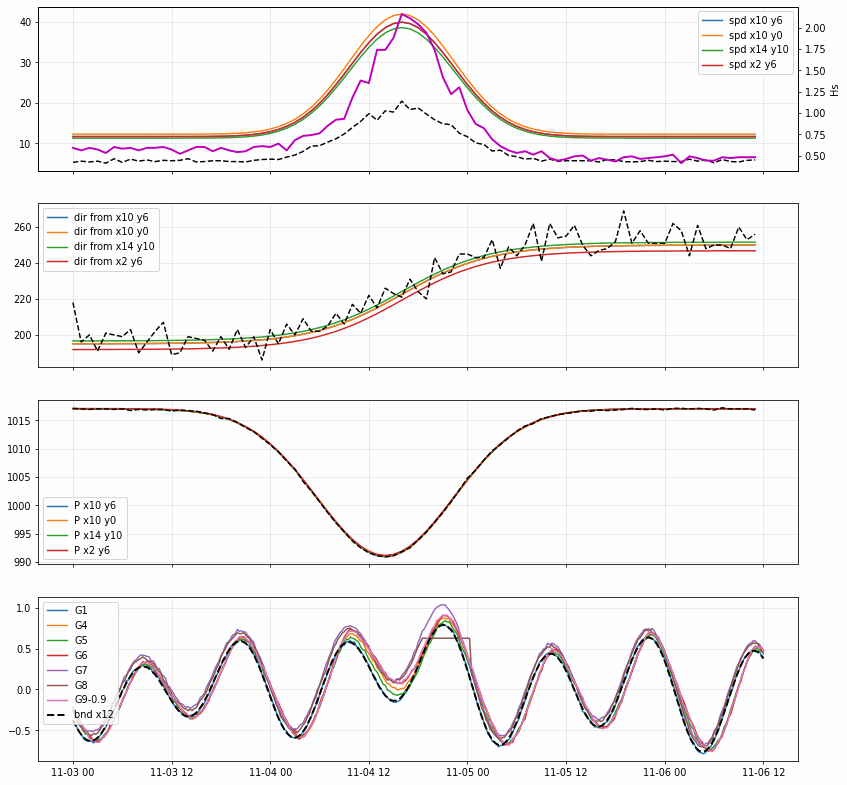 40
30
20
10
spd x10 y6
spd x10 y0
spd x14 y10
spd x2 y6
2.00
1.75
1.50
1.25
1.00
0.75
0.50
Hs
260
240
220
200
dir from x10 y6
dir from x10 y0
dir from x14 y10
dir from x2 y6
1015
1010
1005
1000
995
990
P x10 y6
P x10 y0
P x14 y10
P x2 y6
1.0
0.5
0.0
−0.5
G1
G4
G5
G6
G7
G8
G9-0.9
bnd x12
11-03 00 11-03 12 11-04 00 11-04 12 11-05 00 11-05 12 11-06 00 11-06 12